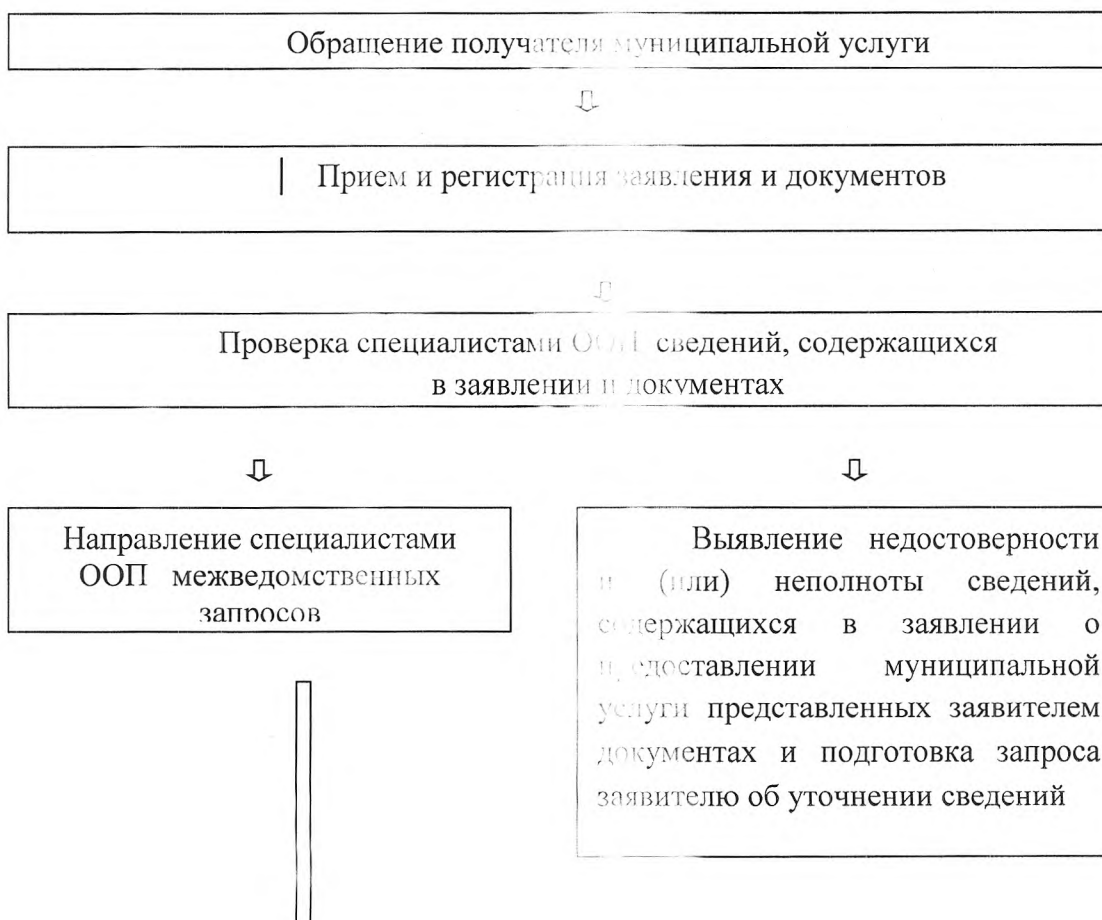 Обращение получателя муниципальной услуги
Прием и регистрация заявления и документов
Проверка специалистами ООП сведений, содержащихся
в заявлении и документах
Направление специалистами
ООП межведомственных
запросов
Выявление недостоверности
и (или) неполноты сведений,
содержащихся в заявлении о
предоставлении муниципальной
услуги представленных заявителем
документах и подготовка запроса
заявителю об уточнении сведений